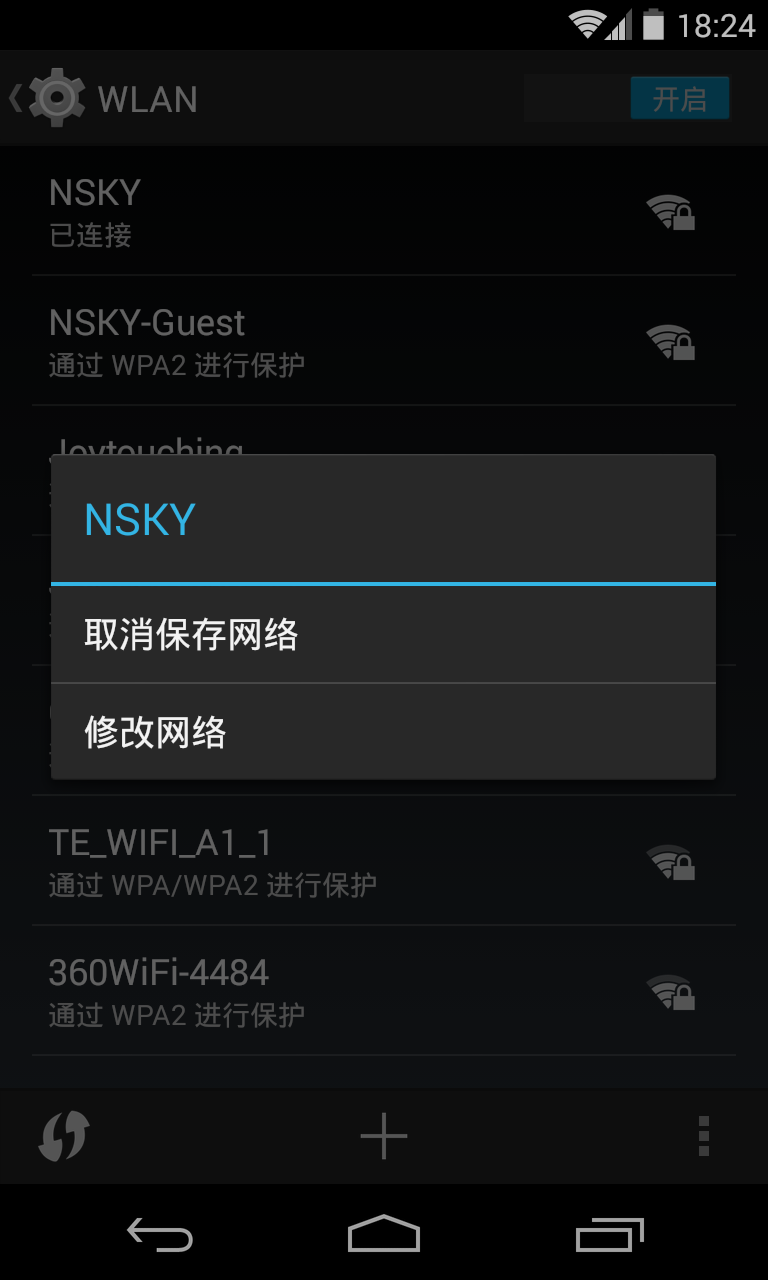 18:24
WLAN 开启
NSKY
已连接
NSKY-Guest
通过 WPA2 进行保护
Joytouching
NSKY
取消保存网络
修改网络
TE_WIFI_A1_1
通过 WPA/WPA2 进行保护
360WiFi-4484
通过 WPA2 进行保护